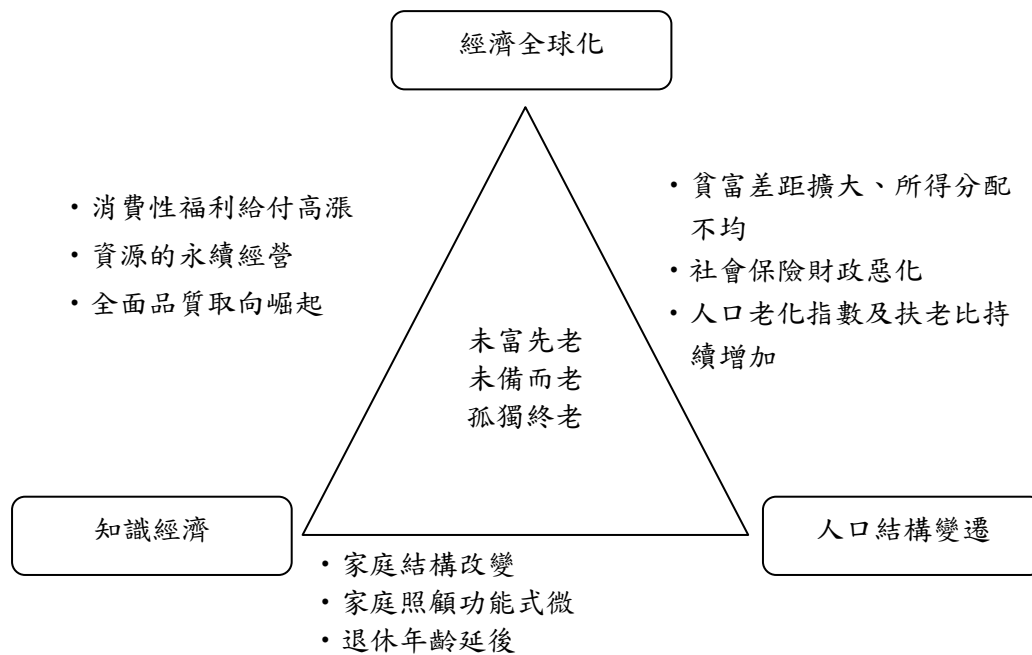 經濟全球化
・消費性福利給付高漲
・資源的永續經營
・全面品質取向崛起
・貧富差距擴大、所得分配
不均
・社會保險財政惡化
・人口老化指數及扶老比持
續增加
未富先老
未備而老
孤獨終老
知識經濟
人口結構變遷
・家庭結構改變
・家庭照顧功能式微
・退休年齡延後